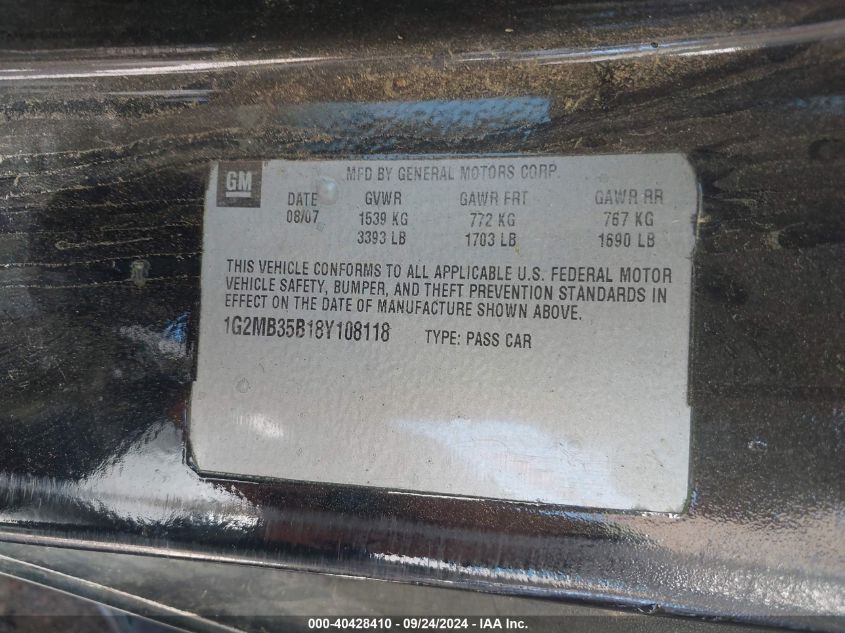 GM
MFD BY GENERAL MOTORS CORP.
DATE GVWR GAWR FRT GAWR RR
08/07 1539 KG 772 KG 767 KG
3393 LB 1703 LB 1690 LB
THIS VEHICLE CONFORMS TO ALL APPLICABLE U.S. FEDERAL MOTOR
VEHICLE SAFETY, BUMPER, AND THEFT PREVENTION STANDARDS IN
EFFECT ON THE DATE OF MANUFACTURE SHOWN ABOVE.
1G2MB35B18Y108118 TYPE: PASS CAR
000-40428410 - 09/24/2024 - IAA Inc.